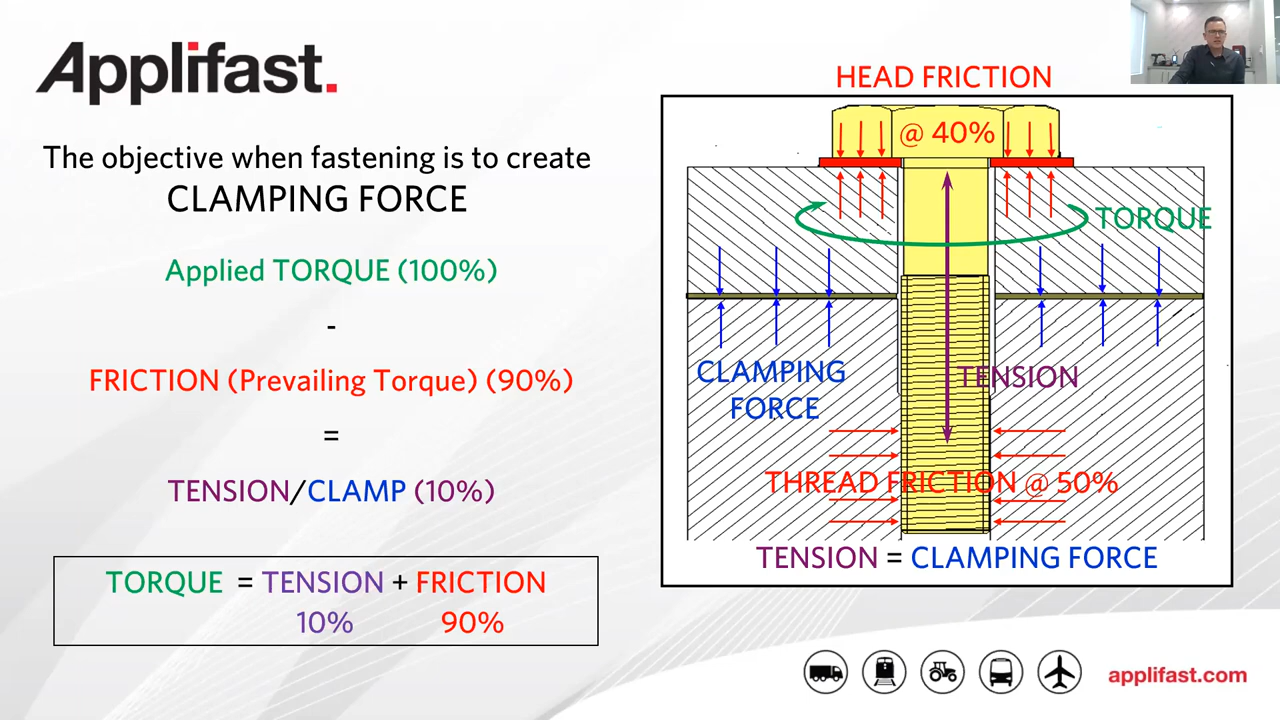 Applifast.
The objective when fastening is to create
CLAMPING FORCE
Applied TORQUE (100%)
-
FRICTION (Prevailing Torque) (90%)
=
TENSION/CLAMP (10%)
TORQUE = TENSION + FRICTION
10% 90%
HEAD FRICTION
@ 40%
TORQUE
CLAMPING
FORCE
TENSION
THREAD FRICTION @ 50%
TENSION = CLAMPING FORCE
applifast.com